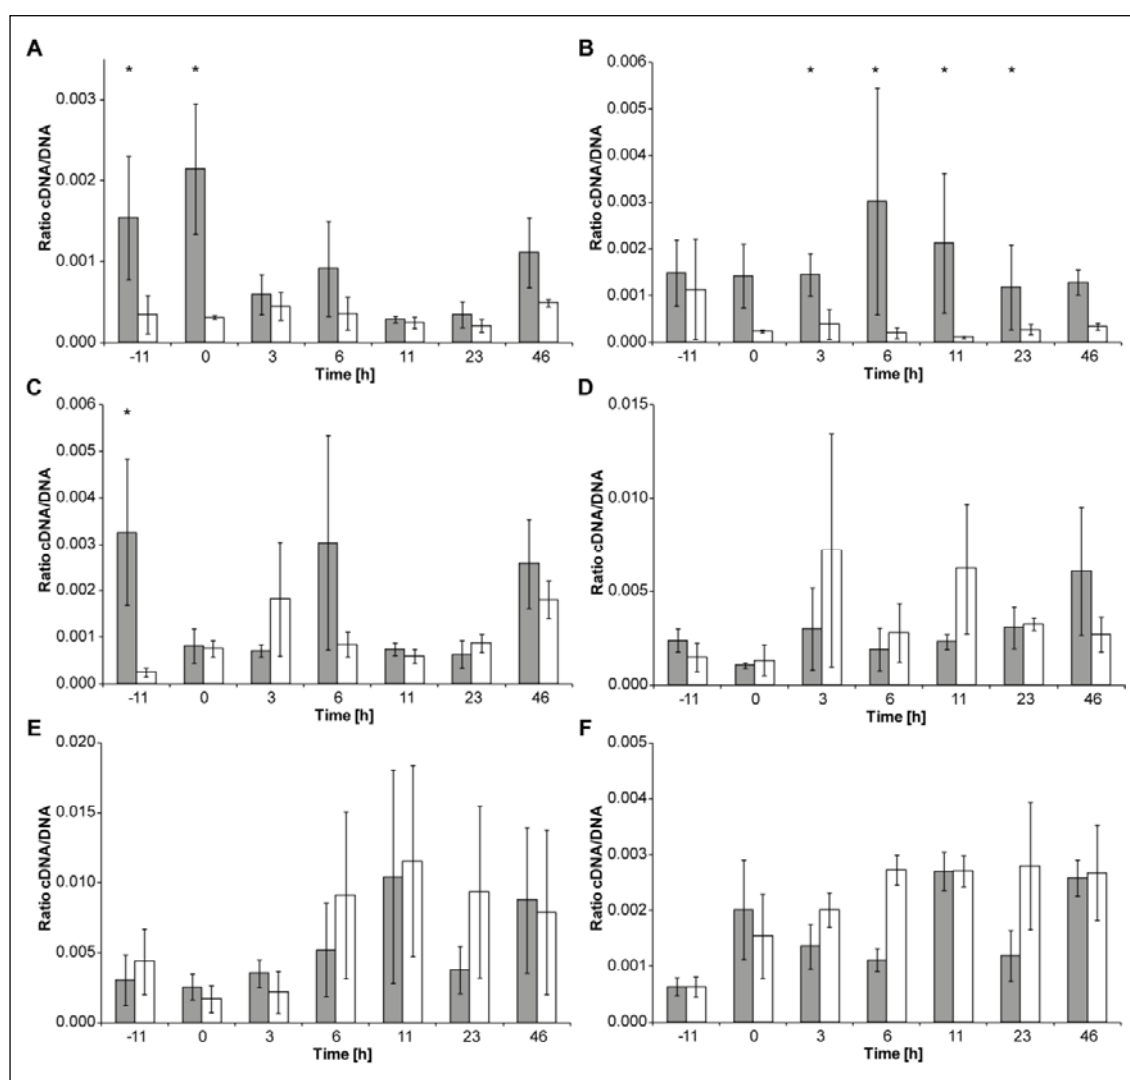 A
Ratio cDNA/DNA
0.003
0.002
0.001
0.000
* *
-11 0 3 6 11 23 46
Time [h]
B
Ratio cDNA/DNA
0.006
0.005
0.004
0.003
0.002
0.001
0.000
* * * *
-11 0 3 6 11 23 46
Time [h]
C
Ratio cDNA/DNA
0.006
0.005
0.004
0.003
0.002
0.001
0.000
*
-11 0 3 6 11 23 46
Time [h]
D
Ratio cDNA/DNA
0.015
0.010
0.005
0.000
-11 0 3 6 11 23 46
Time [h]
E
Ratio cDNA/DNA
0.020
0.015
0.010
0.005
0.000
-11 0 3 6 11 23 46
Time [h]
F
Ratio cDNA/DNA
0.005
0.004
0.003
0.002
0.001
0.000
-11 0 3 6 11 23 46
Time [h]